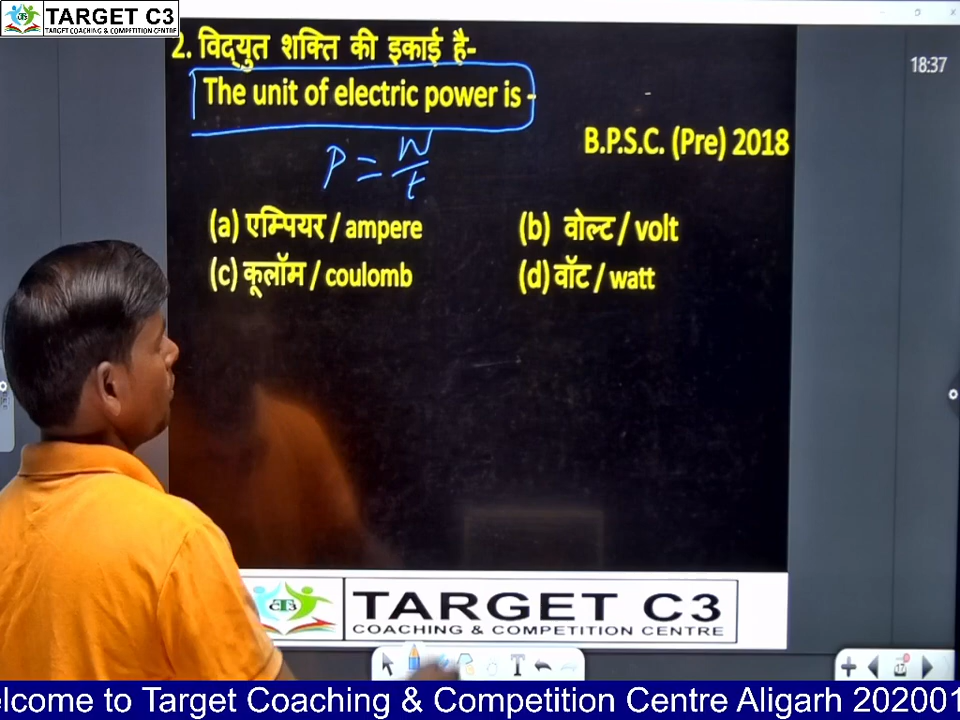 TARGET C3
TARGET COACHING & COMPETITION CENTRE
18:37
2. विद्युत शक्ति की इकाई है-
The unit of electric power is -
B.P.S.C. (Pre) 2018
P = W/t
(a) एम्पियर / ampere
(b) वोल्ट / volt
(c) कूलॉम / coulomb
(d) वॉट / watt
TARGET C3
COACHING & COMPETITION CENTRE
elcome to Target Coaching & Competition Centre Aligarh 202001